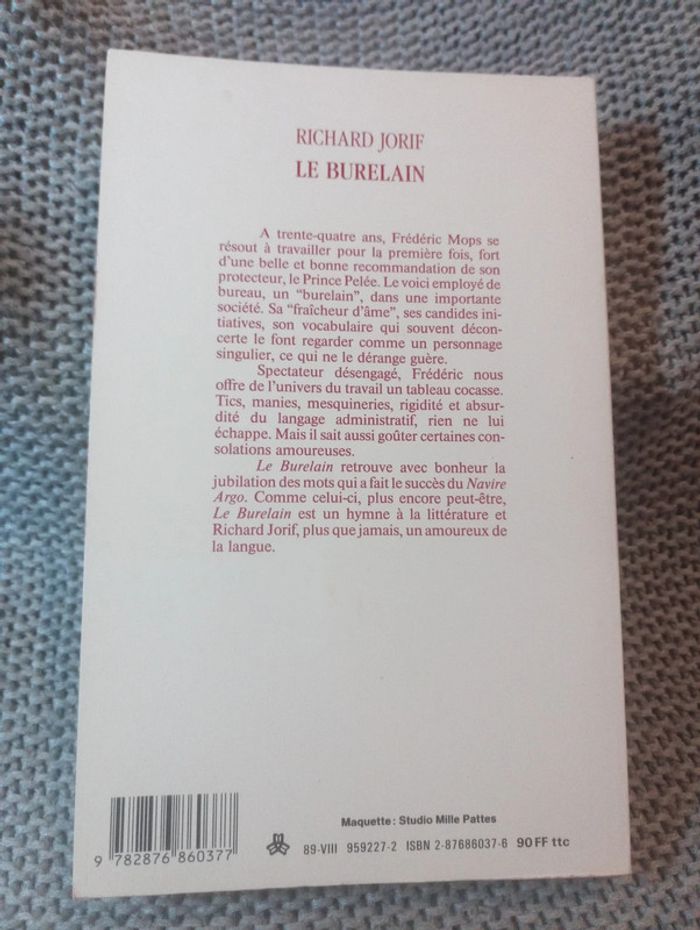 RICHARD JORIF
LE BURELAIN
A trente-quatre ans, Frédéric Mops se
résout à travailler pour la première fois, fort
d'une belle et bonne recommandation de son
protecteur, le Prince Pelée. Le voici employé de
bureau, un "burelain", dans une importante
société. Sa "fraîcheur d'âme", ses candides ini-
tiatives, son vocabulaire qui souvent décon-
certe le font regarder comme un personnage
singulier, ce qui ne le dérange guère.
Spectateur désengagé, Frédéric nous
offre de l'univers du travail un tableau cocasse.
Tics, manies, mesquineries, rigidité et absur-
dité du langage administratif, rien ne lui
échappe. Mais il sait aussi goûter certaines con-
solations amoureuses.
Le Burelain retrouve avec bonheur la
jubilation des mots qui a fait le succès du Navire
Argo. Comme celui-ci, plus encore peut-être,
Le Burelain est un hymne à la littérature et
Richard Jorif, plus que jamais, un amoureux de
la langue.
Maquette : Studio Mille Pattes
9 782876 860377
89-VIII 959227-2 ISBN 2-87686037-6 90 FF ttc